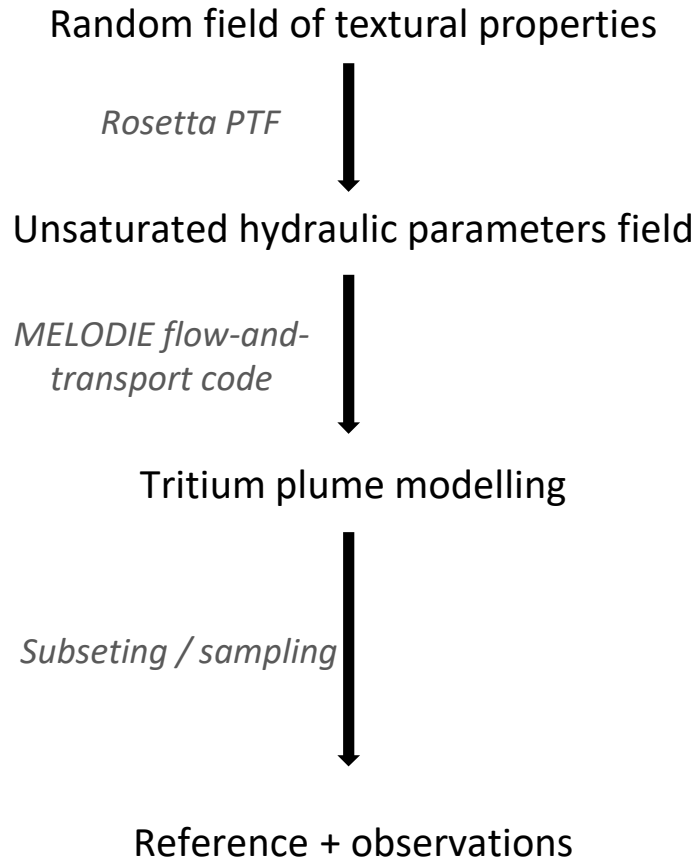 Random field of textural properties
Rosetta PTF
Unsaturated hydraulic parameters field
MELODIE flow-and-
transport code
Tritium plume modelling
Subseting / sampling
Reference + observations